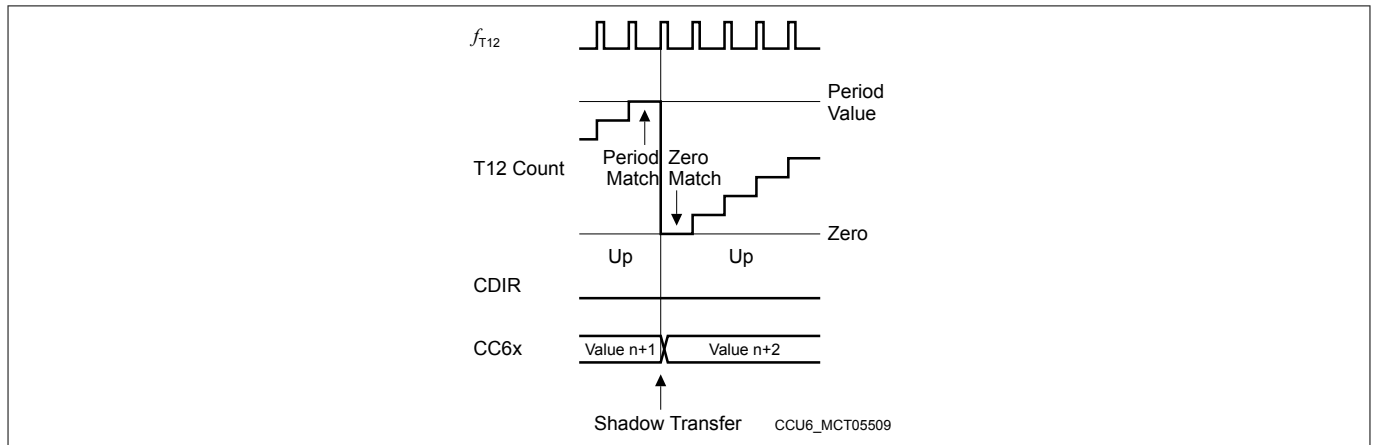 fT12
Period
Value
T12 Count
Period Zero
Match Match
Zero
Up Up
CDIR
CC6x
Value n+1 Value n+2
Shadow Transfer CCU6_MCT05509